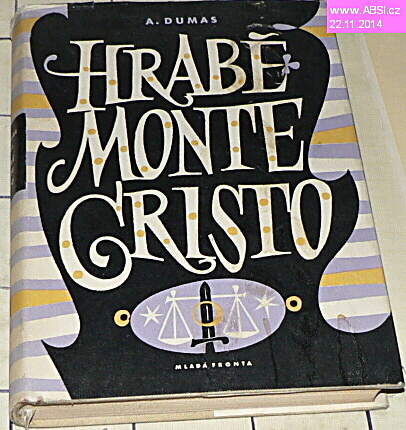 www.ABSI.cz
22.11.2014
A. DUMAS
HRABĚ
MONTE
CRISTO
MLADÁ FRONTA